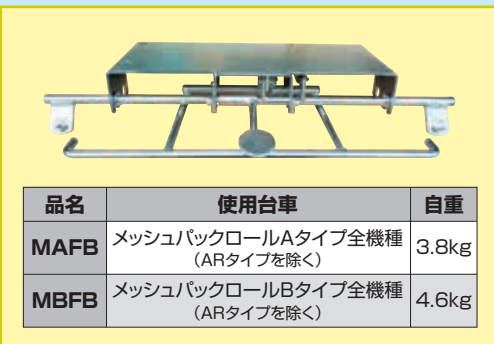 品名 使用台車 自重
MAFB メッシュパックロールAタイプ全機種 3.8kg
（ARタイプを除く）
MBFB メッシュパックロールBタイプ全機種 4.6kg
（ARタイプを除く）